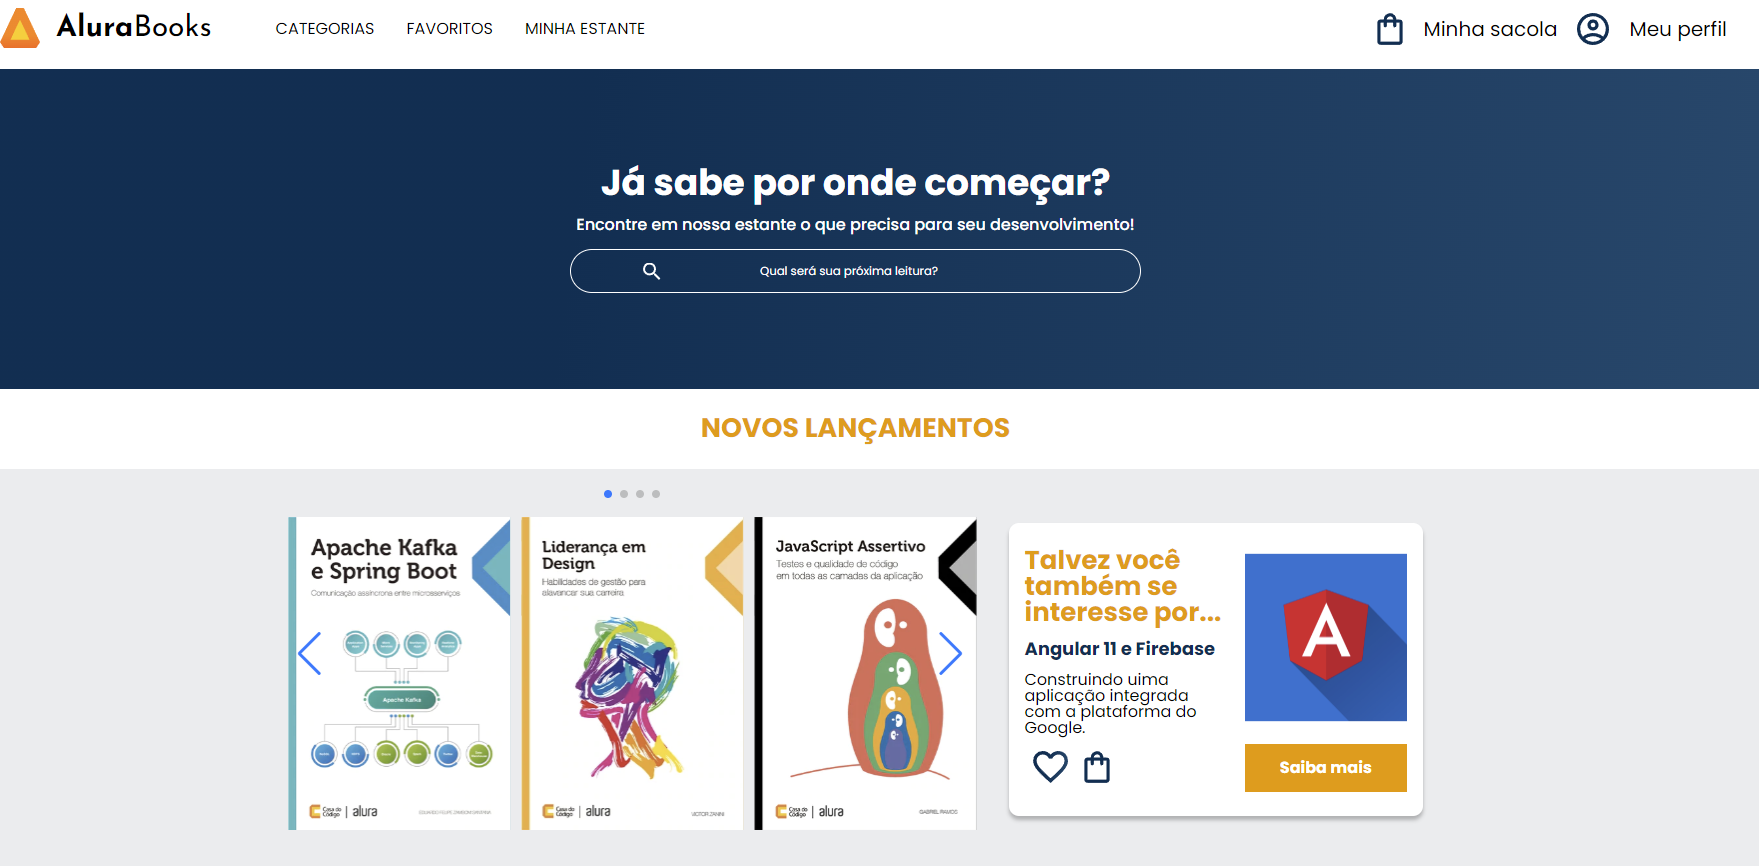 AluraBooks
CATEGORIAS
FAVORITOS
MINHA ESTANTE
Minha sacola
Meu perfil
Já sabe por onde começar?
Encontre em nossa estante o que precisa para seu desenvolvimento!
Qual será sua próxima leitura?
NOVOS LANÇAMENTOS
Apache Kafka
e Spring Boot
Comunicação assíncrona entre microsserviços
Apache Kafka
Casa do
Código
alura
Liderança em
Design
Habilidades de gestão para
alavancar sua carreira
Casa do
Código
alura
VICTOR ZANINI
JavaScript Assertivo
Testes e qualidade de código
em todas as camadas da aplicação
Casa do
Código
alura
GABRIEL RAMOS
Talvez você
também se
interesse por...
Angular 11 e Firebase
Construindo uima
aplicação integrada
com a plataforma do
Google.
A
Saiba mais